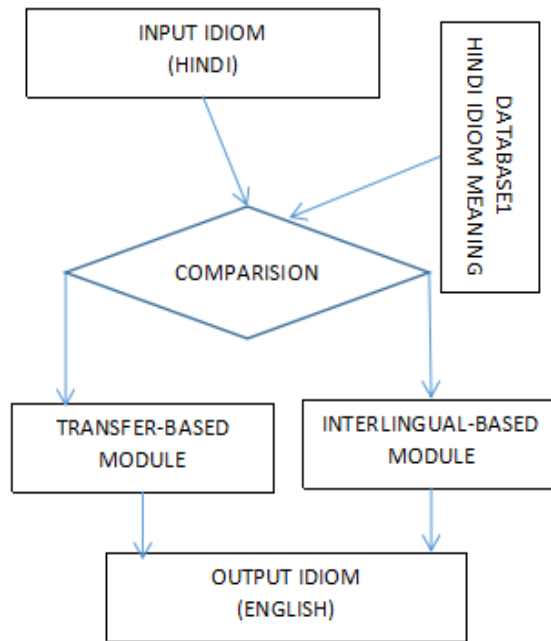 INPUT IDIOM
(HINDI)
DATABASE1
HINDI IDIOM MEANING
COMPARISION
TRANSFER-BASED
MODULE
INTERLINGUAL-BASED
MODULE
OUTPUT IDIOM
(ENGLISH)